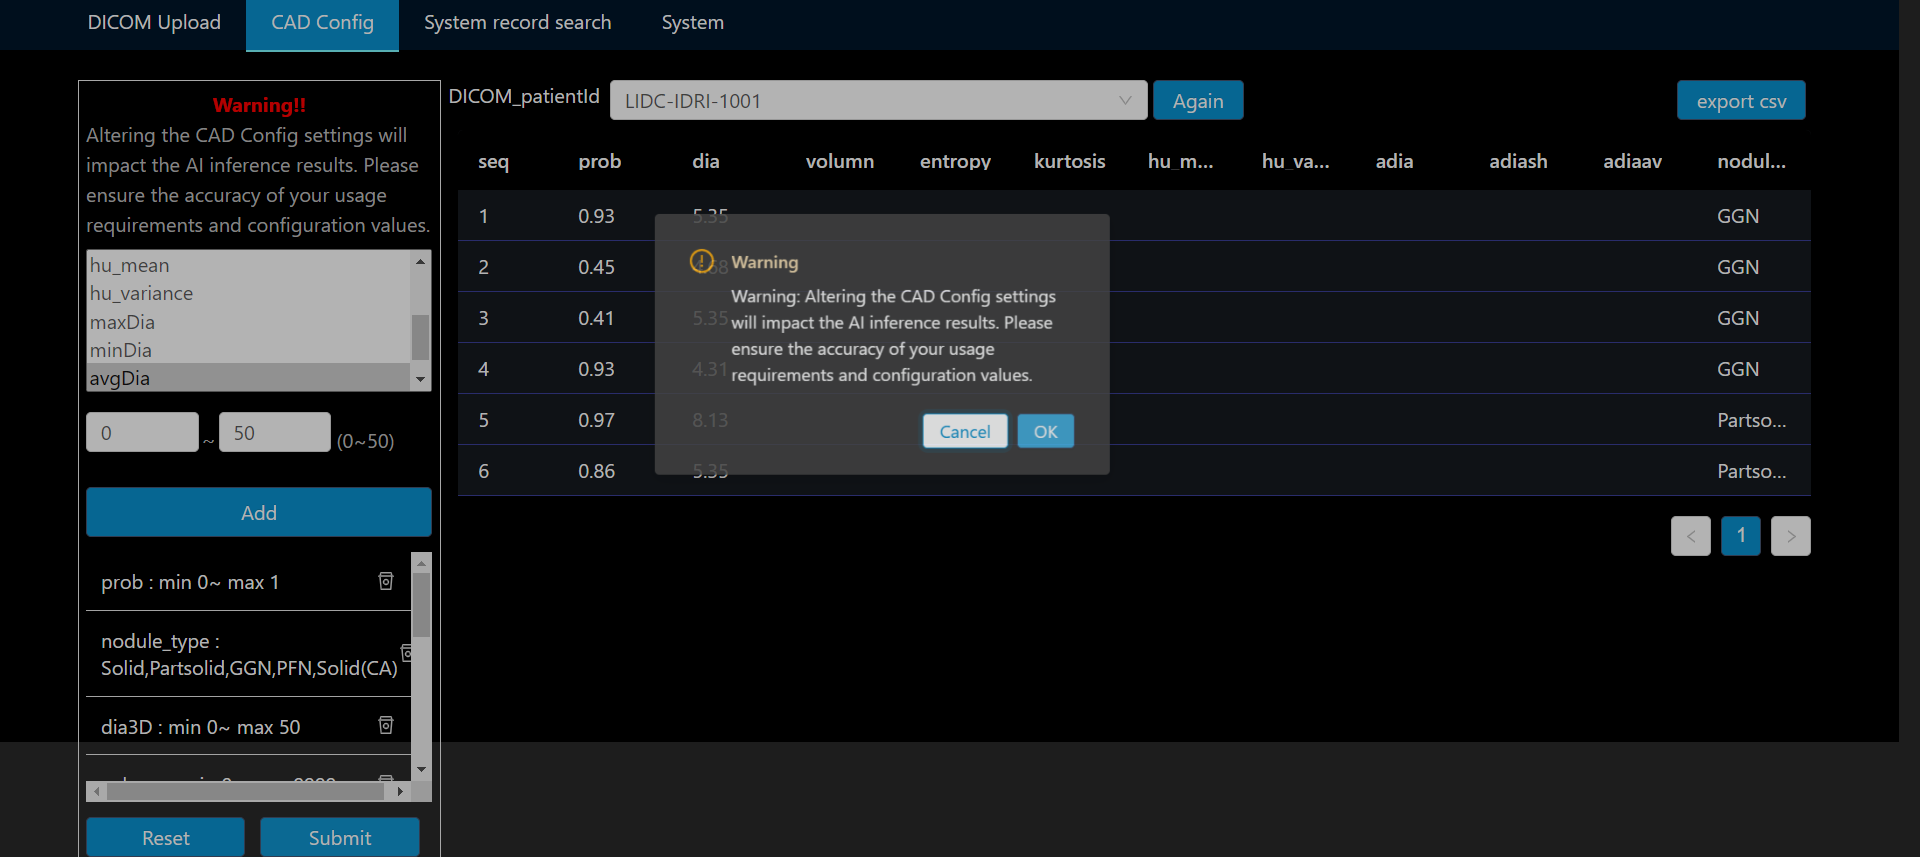 DICOM Upload CAD Config System record search System
Warning!!
Altering the CAD Config settings will
impact the AI inference results. Please
ensure the accuracy of your usage
requirements and configuration values.
hu_mean
hu_variance
maxDia
minDia
avgDia
0 ~ 50 (0~50)
Add
prob : min 0~ max 1
nodule_type :
Solid,Partsolid,GGN,PFN,Solid(CA)
dia3D : min 0~ max 50
Reset Submit
DICOM_patientId LIDC-IDRI-1001 Again export csv
seq prob dia volumn entropy kurtosis hu_m... hu_va... adia adiash adiaav nodul...
1 0.93 5.35 GGN
2 0.45 GGN
3 0.41 5.35 GGN
4 0.93 4.31 GGN
5 0.97 8.13 Partso...
6 0.86 5.35 Partso...
< 1 >
Warning
Warning: Altering the CAD Config settings
will impact the AI inference results. Please
ensure the accuracy of your usage
requirements and configuration values.
Cancel OK